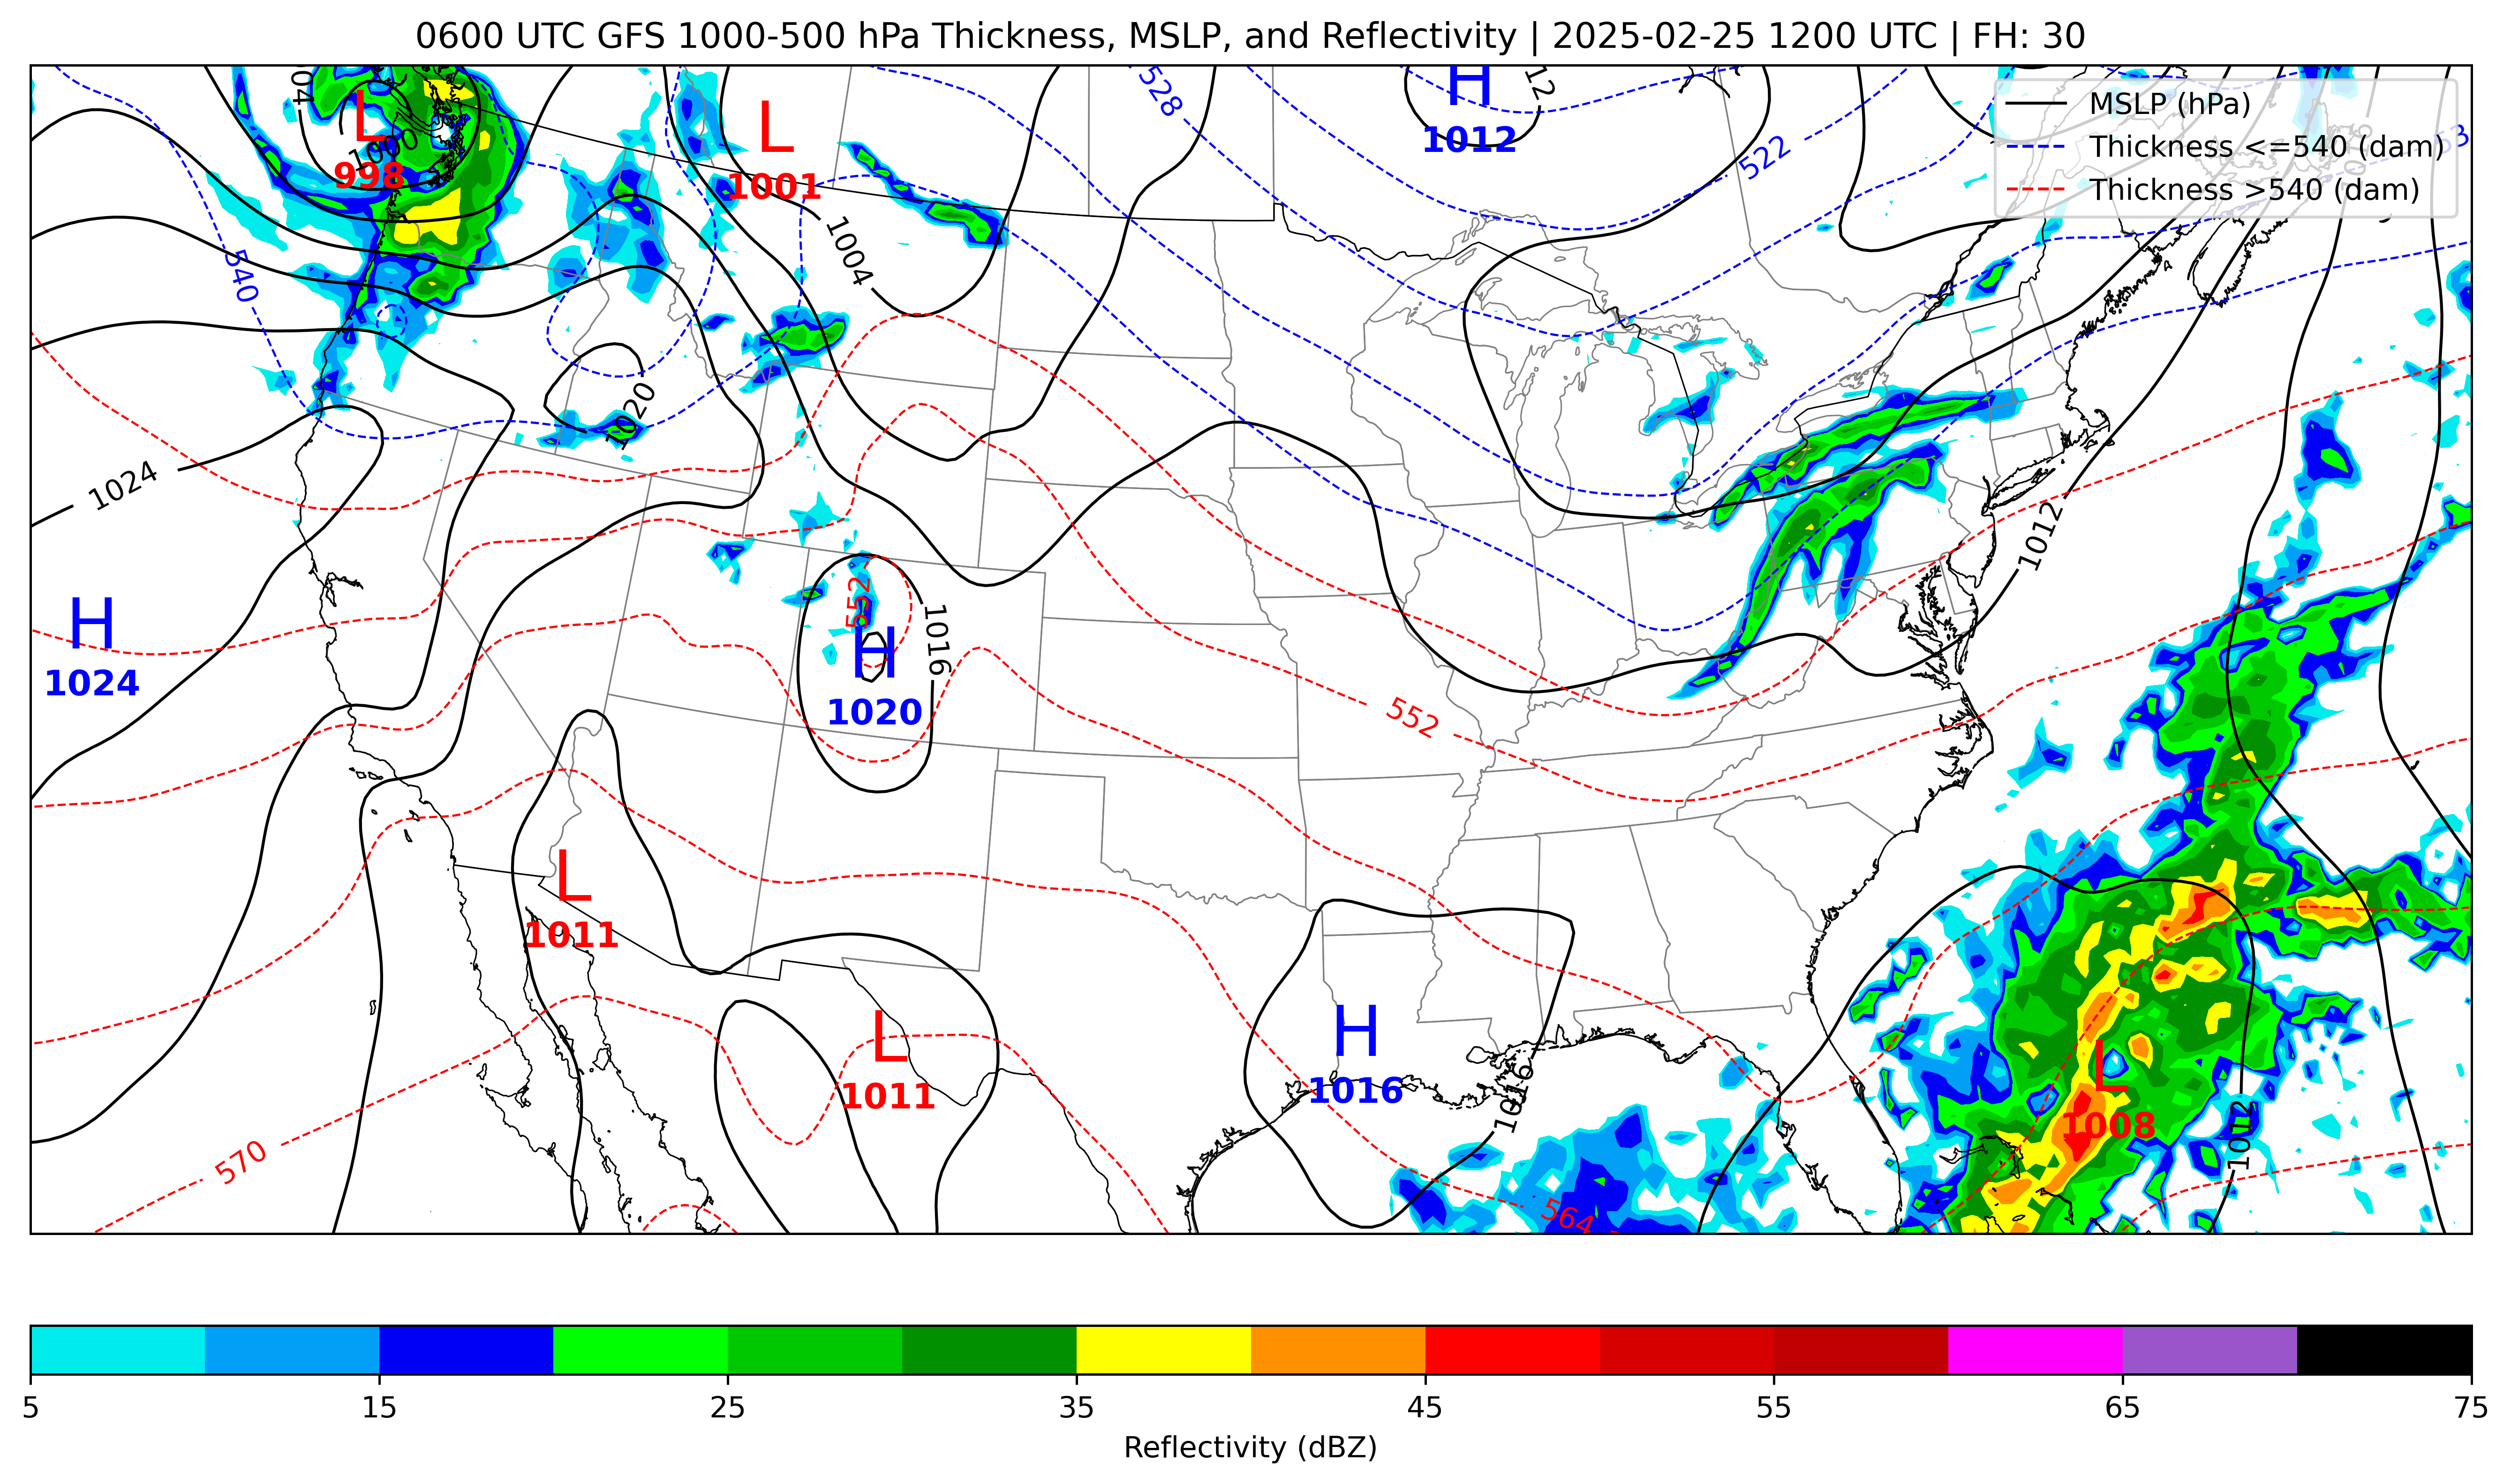 0600 UTC GFS 1000-500 hPa Thickness, MSLP, and Reflectivity | 2025-02-25 1200 UTC | FH: 30
MSLP (hPa)
Thickness <=540 (dam)
Thickness >540 (dam)
L
998
1000
L
1001
1004
H
1012
528
522
540
1020
1024
H
1024
552
H
1020
1016
552
1012
L
1011
L
1011
H
1016
1016
L
1008
1012
570
564
5 15 25 35 45 55 65 75
Reflectivity (dBZ)